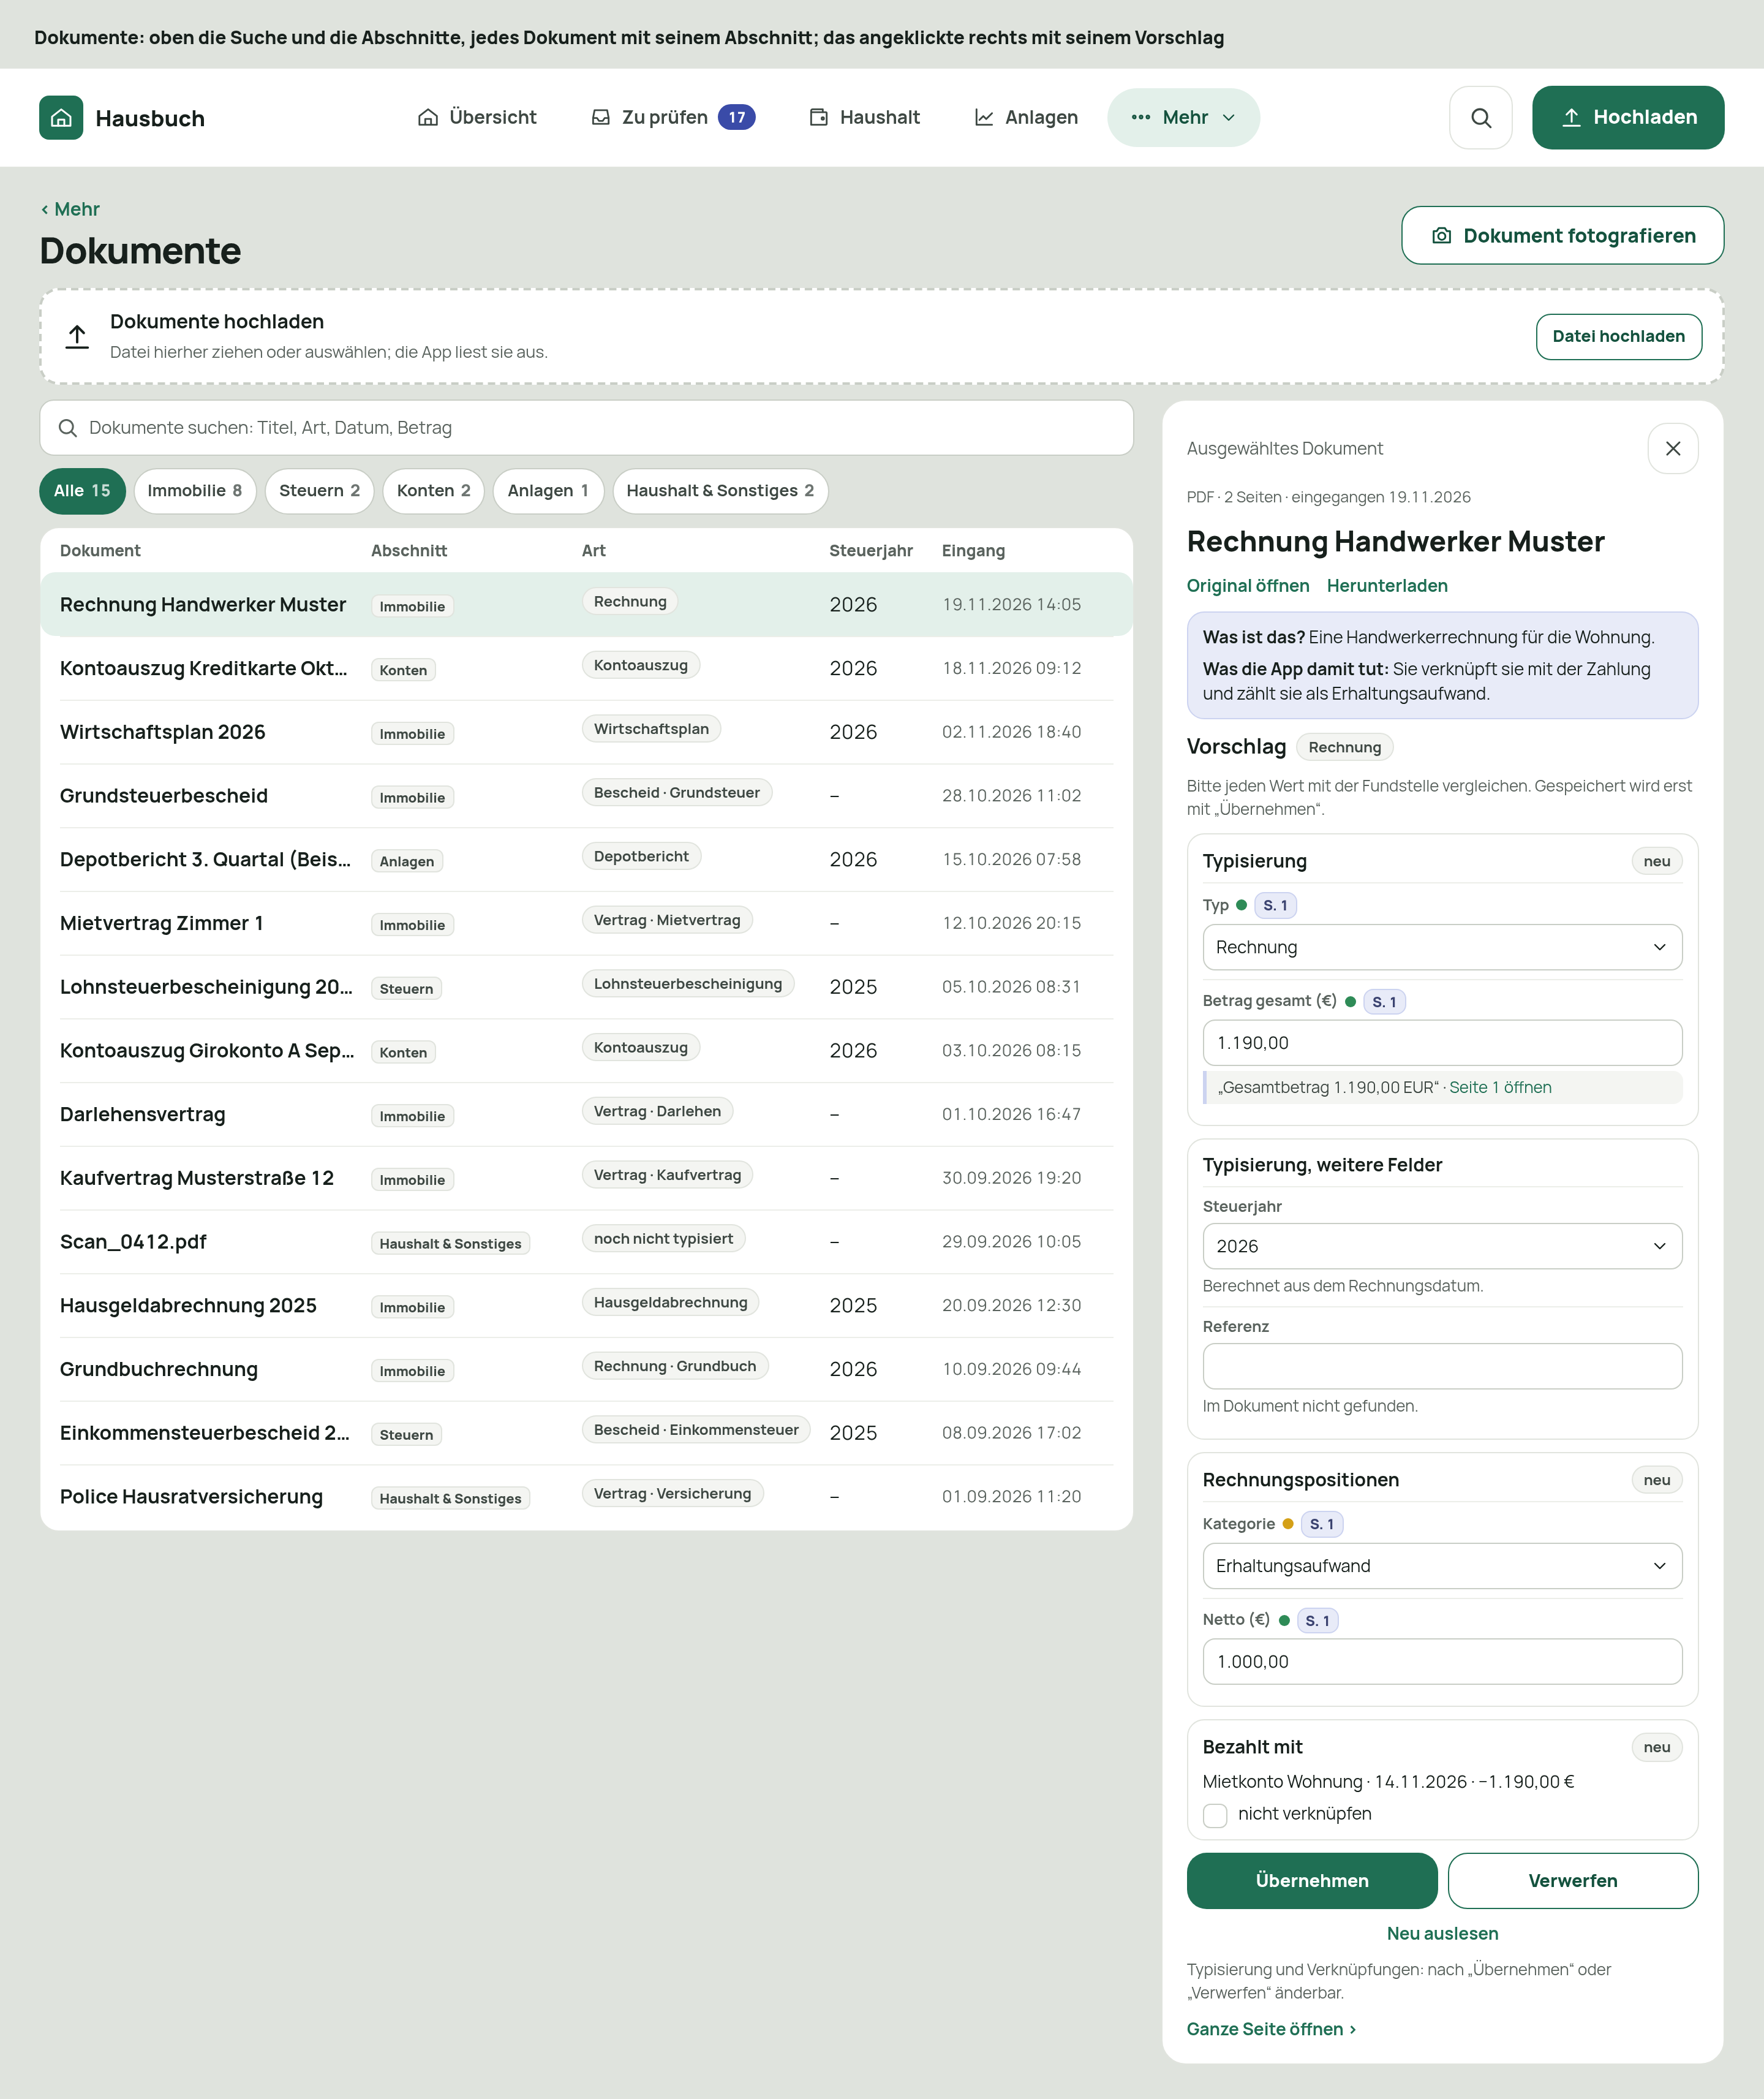 Dokumente: oben die Suche und die Abschnitte, jedes Dokument mit seinem Abschnitt; das angeklickte rechts mit seinem Vorschlag
Hausbuch
Übersicht
Zu prüfen 17
Haushalt
Anlagen
Mehr
Hochladen
‹ Mehr
Dokumente
Dokument fotografieren
Dokumente hochladen
Datei hierher ziehen oder auswählen; die App liest sie aus.
Datei hochladen
Dokumente suchen: Titel, Art, Datum, Betrag
Alle 15
Immobilie 8
Steuern 2
Konten 2
Anlagen 1
Haushalt & Sonstiges 2
Dokument Abschnitt Art Steuerjahr Eingang
Rechnung Handwerker Muster Immobilie Rechnung 2026 19.11.2026 14:05
Kontoauszug Kreditkarte Okt… Konten Kontoauszug 2026 18.11.2026 09:12
Wirtschaftsplan 2026 Immobilie Wirtschaftsplan 2026 02.11.2026 18:40
Grundsteuerbescheid Immobilie Bescheid · Grundsteuer – 28.10.2026 11:02
Depotbericht 3. Quartal (Beis… Anlagen Depotbericht 2026 15.10.2026 07:58
Mietvertrag Zimmer 1 Immobilie Vertrag · Mietvertrag – 12.10.2026 20:15
Lohnsteuerbescheinigung 20… Steuern Lohnsteuerbescheinigung 2025 05.10.2026 08:31
Kontoauszug Girokonto A Sep… Konten Kontoauszug 2026 03.10.2026 08:15
Darlehensvertrag Immobilie Vertrag · Darlehen – 01.10.2026 16:47
Kaufvertrag Musterstraße 12 Immobilie Vertrag · Kaufvertrag – 30.09.2026 19:20
Scan_0412.pdf Haushalt & Sonstiges noch nicht typisiert – 29.09.2026 10:05
Hausgeldabrechnung 2025 Immobilie Hausgeldabrechnung 2025 20.09.2026 12:30
Grundbuchrechnung Immobilie Rechnung · Grundbuch 2026 10.09.2026 09:44
Einkommensteuerbescheid 2… Steuern Bescheid · Einkommensteuer 2025 08.09.2026 17:02
Police Hausratversicherung Haushalt & Sonstiges Vertrag · Versicherung – 01.09.2026 11:20
Ausgewähltes Dokument
PDF · 2 Seiten · eingegangen 19.11.2026
Rechnung Handwerker Muster
Original öffnen Herunterladen
Was ist das? Eine Handwerkerrechnung für die Wohnung.
Was die App damit tut: Sie verknüpft sie mit der Zahlung
und zählt sie als Erhaltungsaufwand.
Vorschlag Rechnung
Bitte jeden Wert mit der Fundstelle vergleichen. Gespeichert wird erst
mit „Übernehmen“.
Typisierung neu
Typ S. 1
Rechnung
Betrag gesamt (€) S. 1
1.190,00
„Gesamtbetrag 1.190,00 EUR“ · Seite 1 öffnen
Typisierung, weitere Felder
Steuerjahr
2026
Berechnet aus dem Rechnungsdatum.
Referenz
Im Dokument nicht gefunden.
Rechnungspositionen neu
Kategorie S. 1
Erhaltungsaufwand
Netto (€) S. 1
1.000,00
Bezahlt mit neu
Mietkonto Wohnung · 14.11.2026 · −1.190,00 €
nicht verknüpfen
Übernehmen
Verwerfen
Neu auslesen
Typisierung und Verknüpfungen: nach „Übernehmen“ oder
„Verwerfen“ änderbar.
Ganze Seite öffnen ›